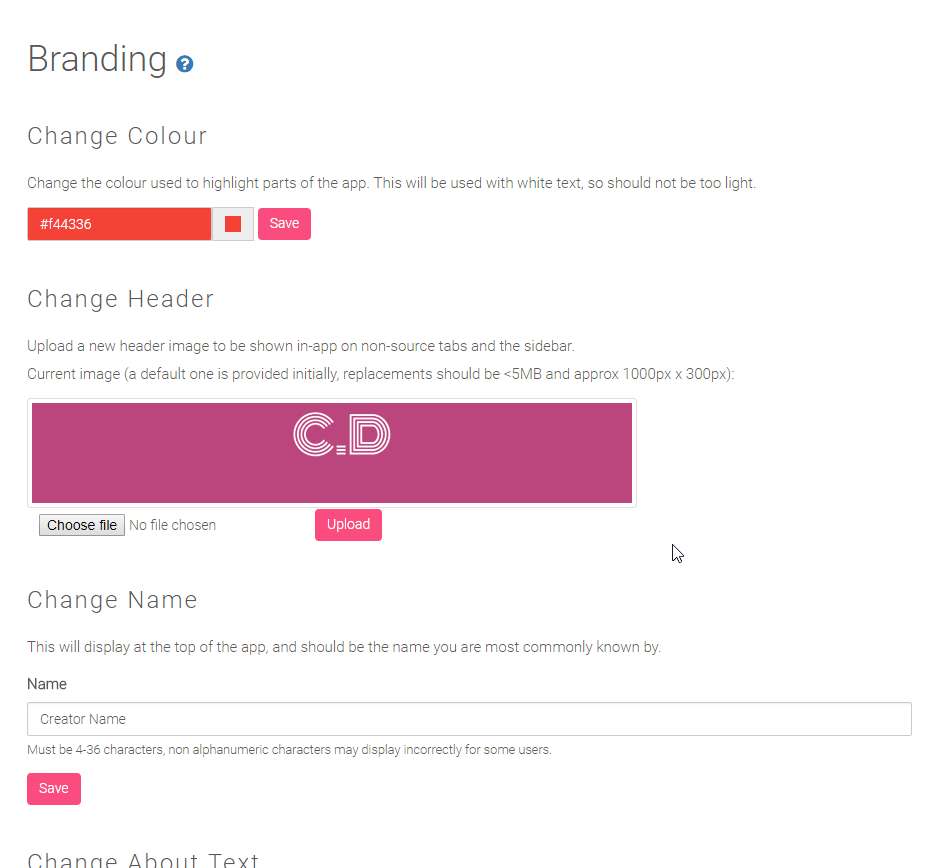 Branding ?
Change Colour
Change the colour used to highlight parts of the app. This will be used with white text, so should not be too light.
#f44336 Save
Change Header
Upload a new header image to be shown in-app on non-source tabs and the sidebar.
Current image (a default one is provided initially, replacements should be <5MB and approx 1000px x 300px):
C.D
Choose file No file chosen Upload
Change Name
This will display at the top of the app, and should be the name you are most commonly known by.
Name
Creator Name
Must be 4-36 characters, non alphanumeric characters may display incorrectly for some users.
Save
Change About Text